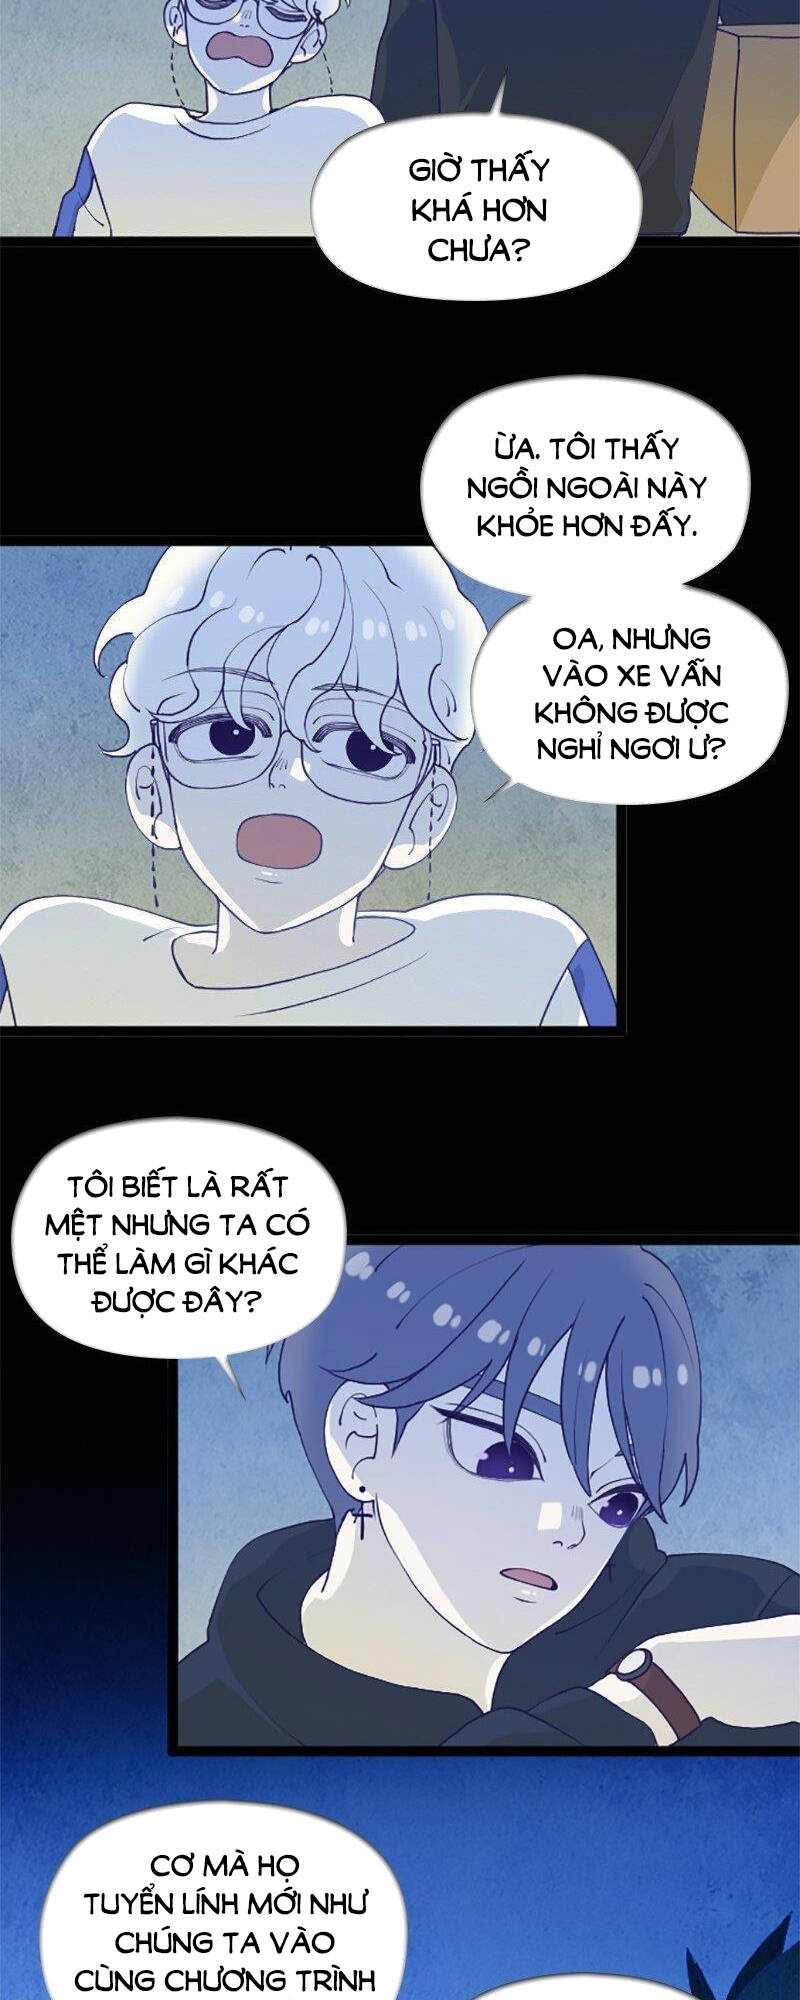 GIỜ THẤY
KHÁ HƠN
CHƯA?
ỪA. TÔI THẤY
NGỒI NGOÀI NÀY
KHỎE HƠN ĐẤY.
OA, NHƯNG
VÀO XE VẪN
KHÔNG ĐƯỢC
NGHỈ NGƠI Ư?
TÔI BIẾT LÀ RẤT
MỆT NHƯNG TA CÓ
THỂ LÀM GÌ KHÁC
ĐƯỢC ĐÂY?
CƠ MÀ HỌ
TUYỂN LÍNH MỚI NHƯ
CHÚNG TA VÀO
CÙNG CHƯƠNG TRÌNH